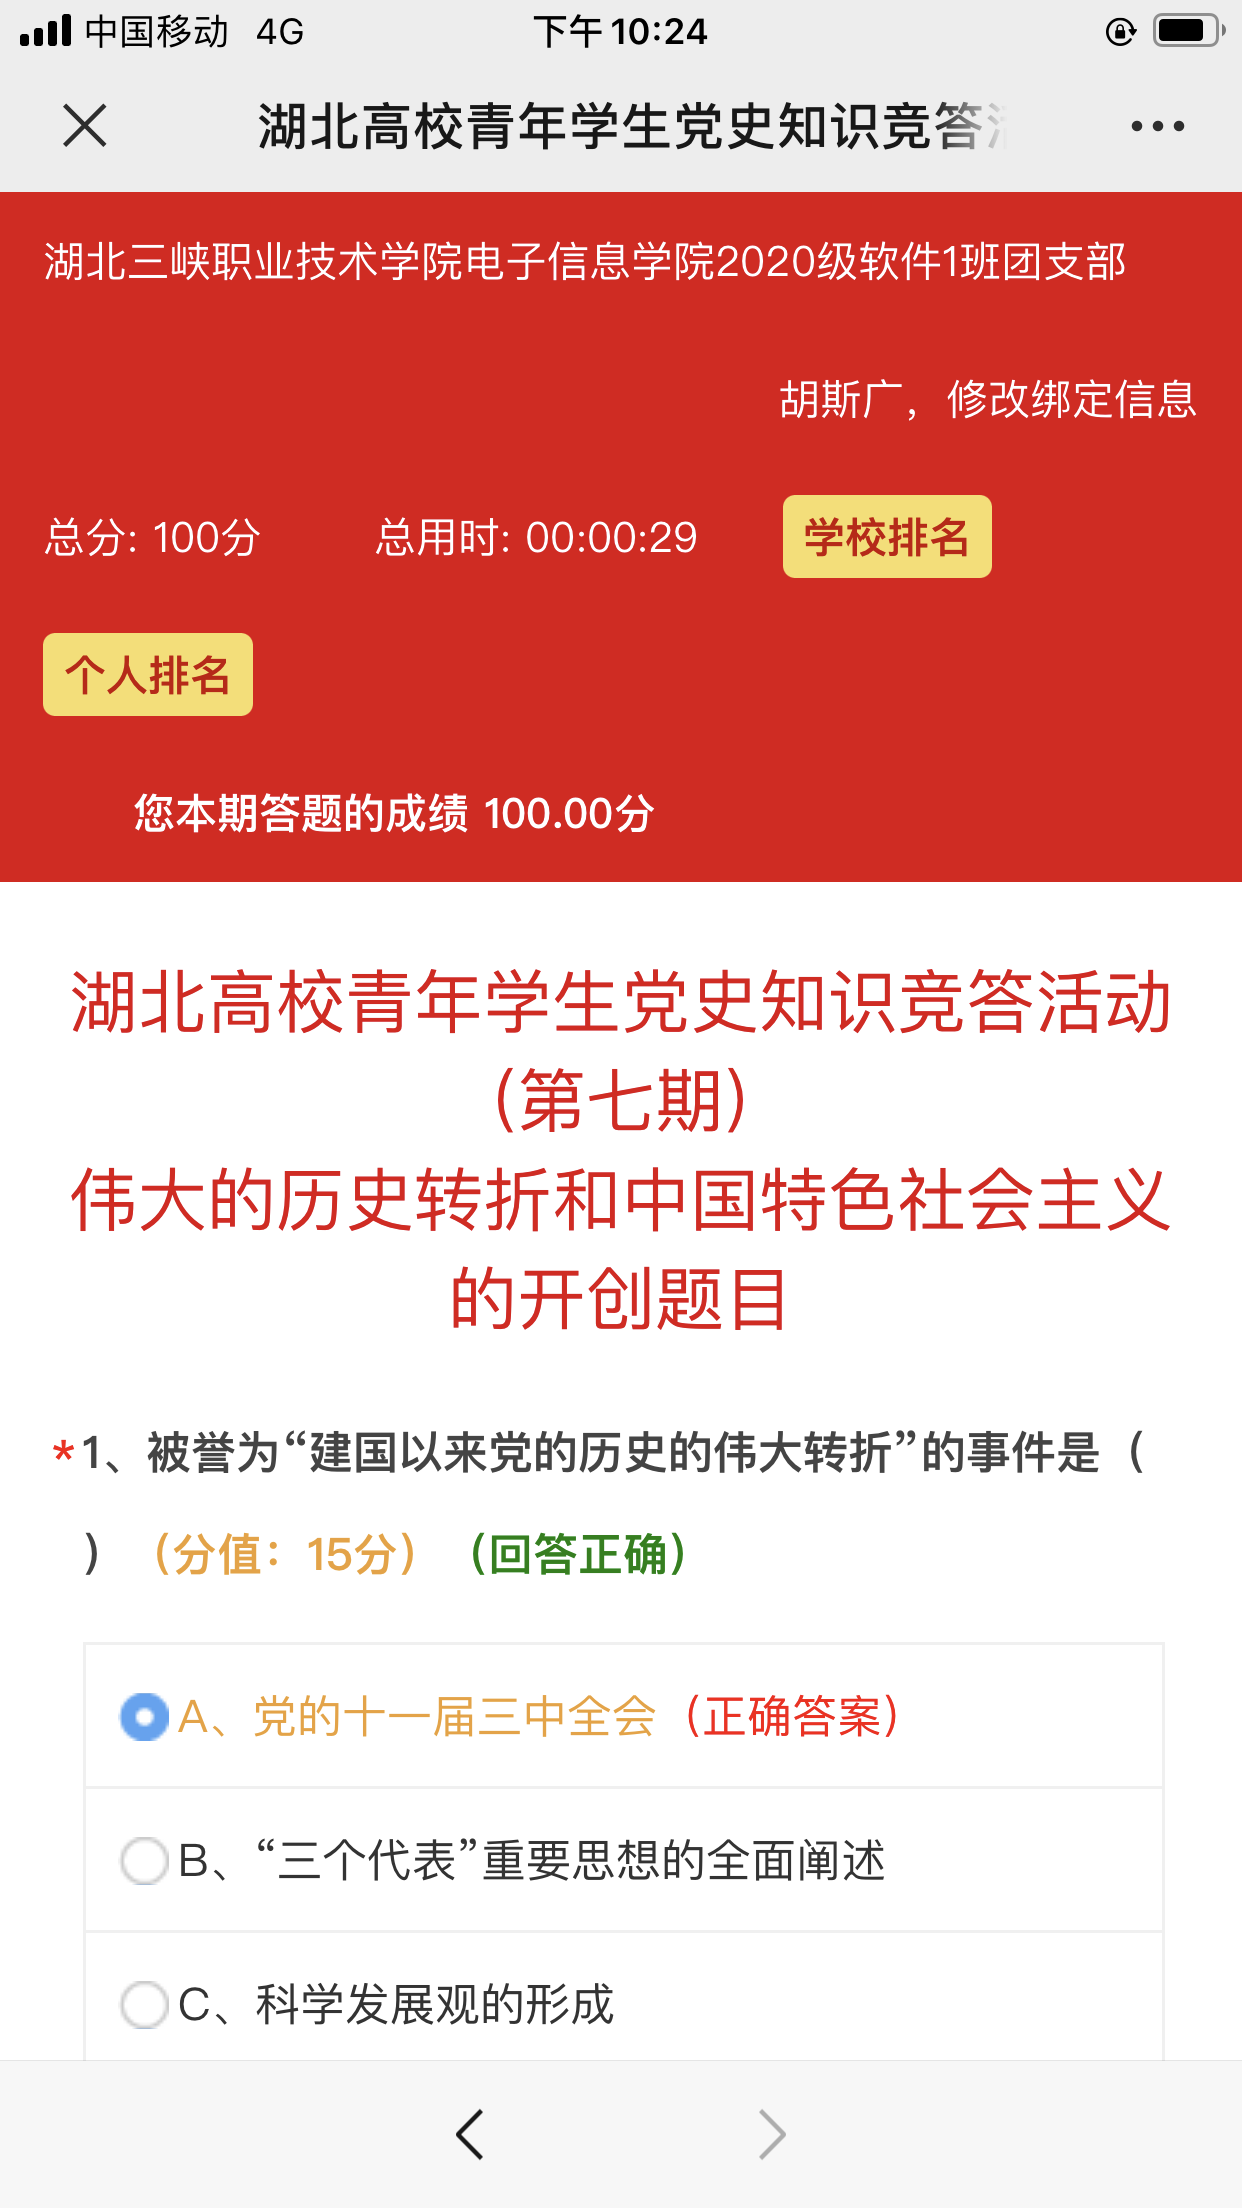 中国移动 4G 下午10:24
湖北高校青年学生党史知识竞答
湖北三峡职业技术学院电子信息学院2020级软件1班团支部
胡斯广，修改绑定信息
总分: 100分 总用时: 00:00:29 学校排名
个人排名
您本期答题的成绩 100.00分
湖北高校青年学生党史知识竞答活动
(第七期)
伟大的历史转折和中国特色社会主义
的开创题目
*1、被誉为“建国以来党的历史的伟大转折”的事件是（
）（分值：15分）（回答正确）
A、党的十一届三中全会（正确答案）
B、“三个代表”重要思想的全面阐述
C、科学发展观的形成